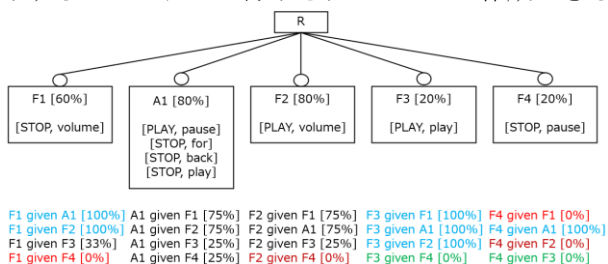 R
F1 [60%] A1 [80%] F2 [80%] F3 [20%] F4 [20%]
[STOP, volume] [PLAY, pause] [PLAY, volume] [PLAY, play] [STOP, pause]
[STOP, for]
[STOP, back]
[STOP, play]
F1 given A1 [100%] A1 given F1 [75%] F2 given F1 [75%] F3 given F1 [100%] F4 given F1 [0%]
F1 given F2 [100%] A1 given F2 [75%] F2 given A1 [75%] F3 given A1 [100%] F4 given A1 [100%]
F1 given F3 [33%] A1 given F3 [25%] F2 given F3 [25%] F3 given F2 [100%] F4 given F2 [0%]
F1 given F4 [0%] A1 given F4 [25%] F2 given F4 [0%] F3 given F4 [0%] F4 given F3 [0%]